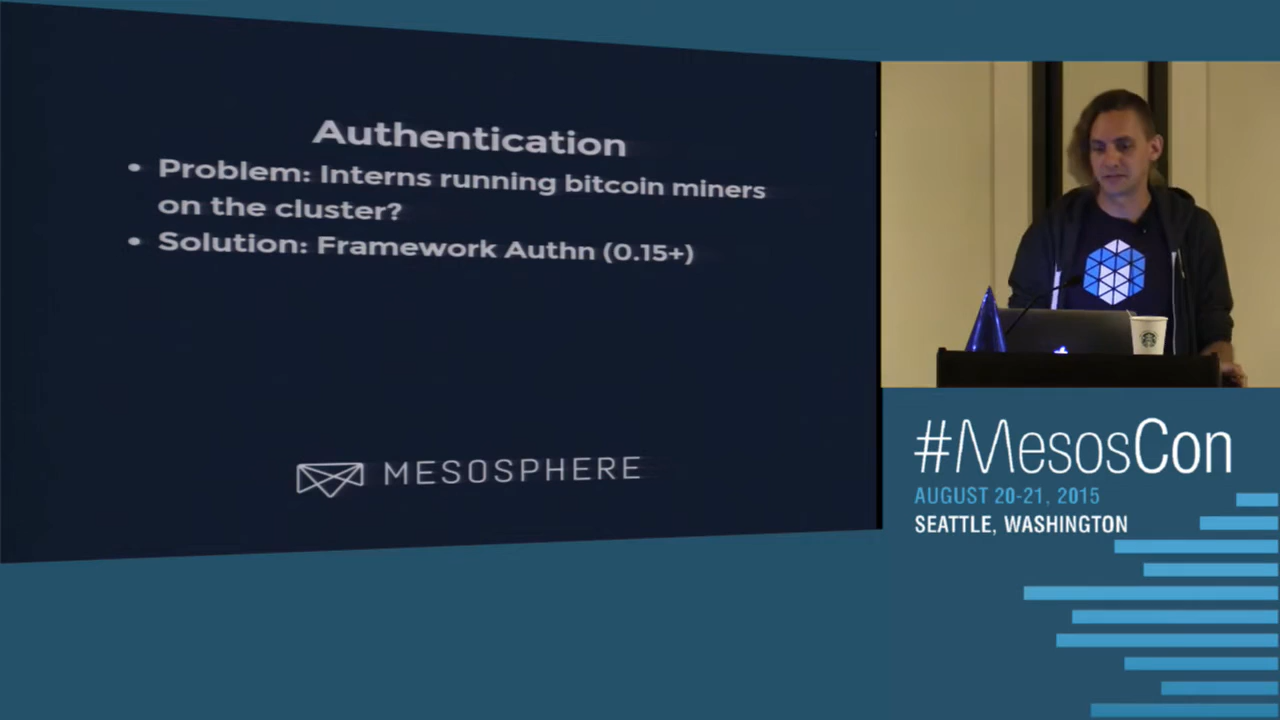 Authentication
• Problem: Interns running bitcoin miners
on the cluster?
• Solution: Framework Authn (0.15+)
MESOSPHERE
#MesosCon
AUGUST 20-21, 2015
SEATTLE, WASHINGTON